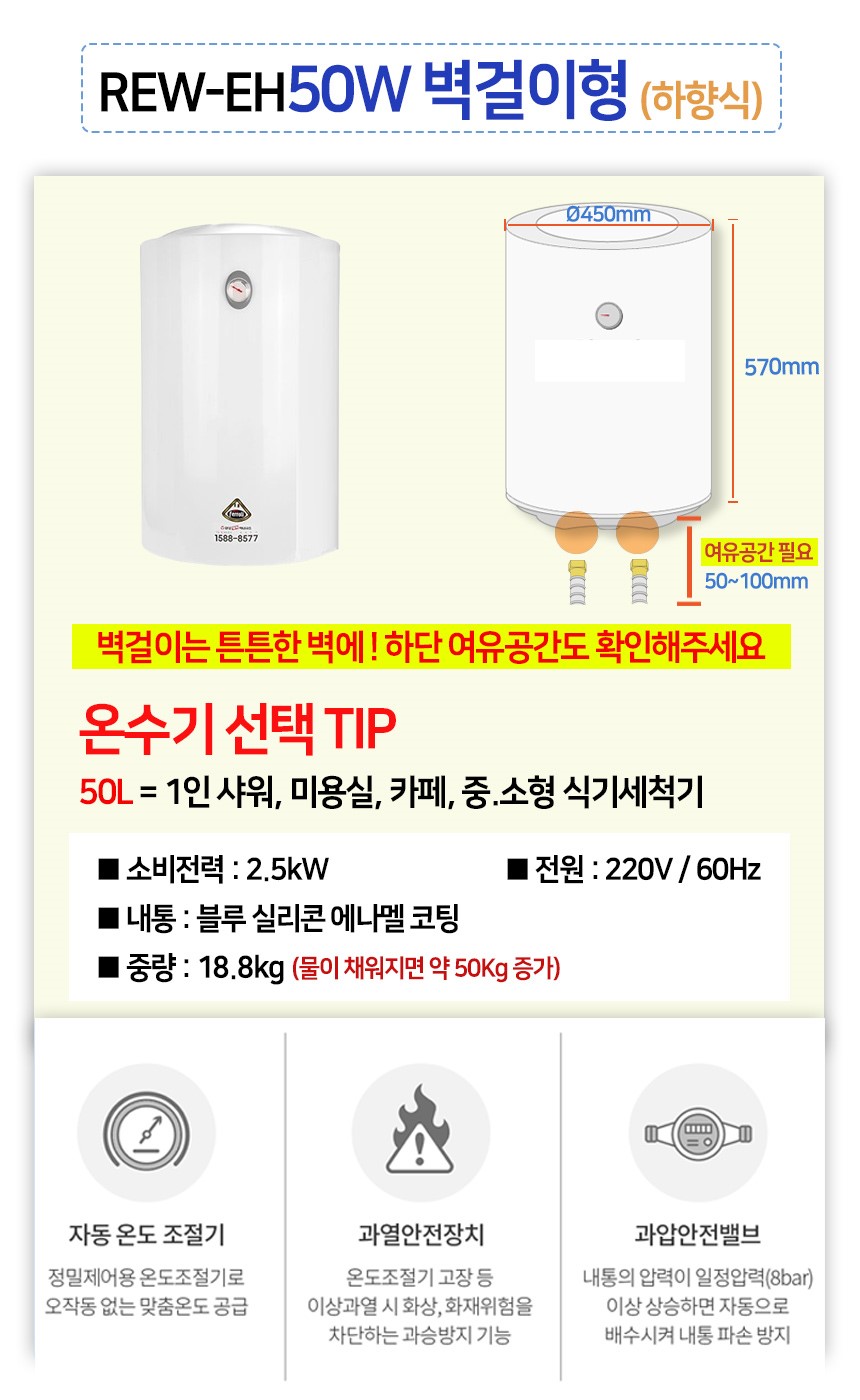 REW-EH50W 벽걸이형 (하향식)
Ø450mm
570mm
ferroli
1588-8577
여유공간 필요
50~100mm
벽걸이는 튼튼한 벽에! 하단 여유공간도 확인해주세요
온수기 선택 TIP
50L = 1인 샤워, 미용실, 카페, 중.소형 식기세척기
■ 소비전력 : 2.5kW
■ 전원 : 220V / 60Hz
■ 내통 : 블루 실리콘 에나멜 코팅
■ 중량 : 18.8kg (물이 채워지면 약 50Kg 증가)
자동 온도 조절기
정밀제어용 온도조절기로
오작동 없는 맞춤온도 공급
과열안전장치
온도조절기 고장 등
이상과열 시 화상, 화재위험을
차단하는 과승방지 기능
과압안전밸브
내통의 압력이 일정압력(8bar)
이상 상승하면 자동으로
배수시켜 내통 파손 방지